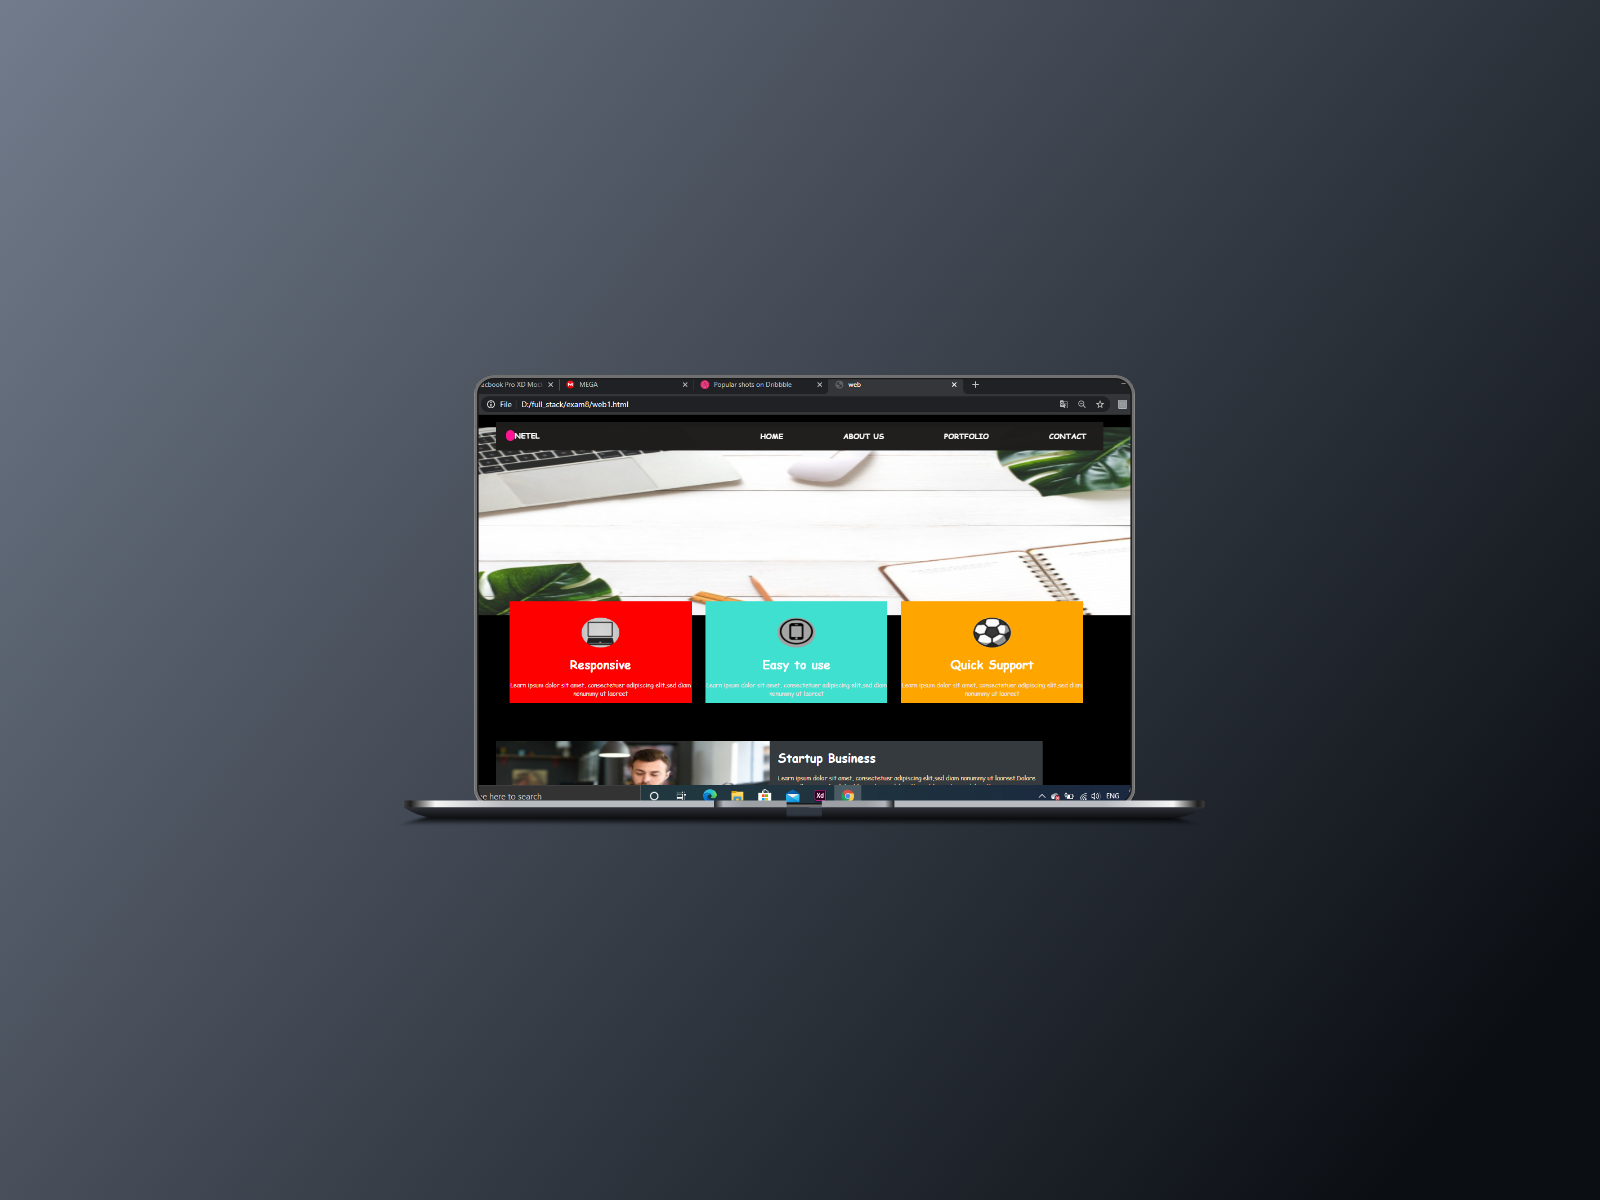 acbook Pro XD Moc
MEGA
Popular shots on Dribbble
web
File D:/full_stack/exam8/web1.html
NETEL
HOME
ABOUT US
PORTFOLIO
CONTACT
Responsive
Learn ipsum dolor sit amet, consectetuer adipiscing elit,sed diam
nonummy ut laoreet
Easy to use
Learn ipsum dolor sit amet, consectetuer adipiscing elit,sed diam
nonummy ut laoreet
Quick Support
Learn ipsum dolor sit amet, consectetuer adipiscing elit,sed diam
nonummy ut laoreet
Startup Business
Learn ipsum dolor sit amet, consectetuer adipiscing elit,sed diam nonummy ut laoreet Dolore
e here to search
Xd
ENG